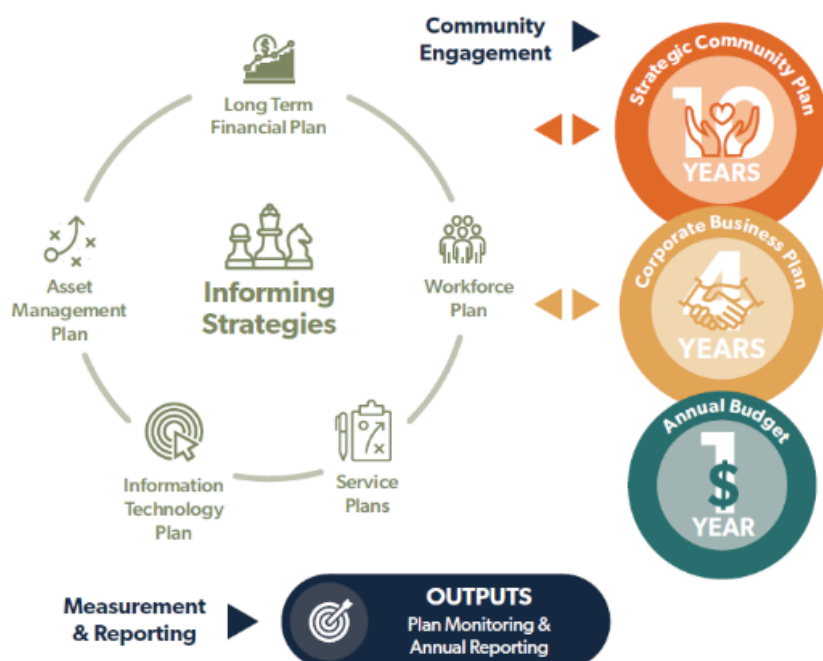 Community
Engagement
Strategic Community Plan
10
YEARS
Long Term
Financial Plan
Asset
Management
Plan
Informing
Strategies
Workforce
Plan
Corporate Business Plan
4
YEARS
Information
Technology
Plan
Service
Plans
Annual Budget
1
$
YEAR
Measurement
& Reporting
OUTPUTS
Plan Monitoring &
Annual Reporting